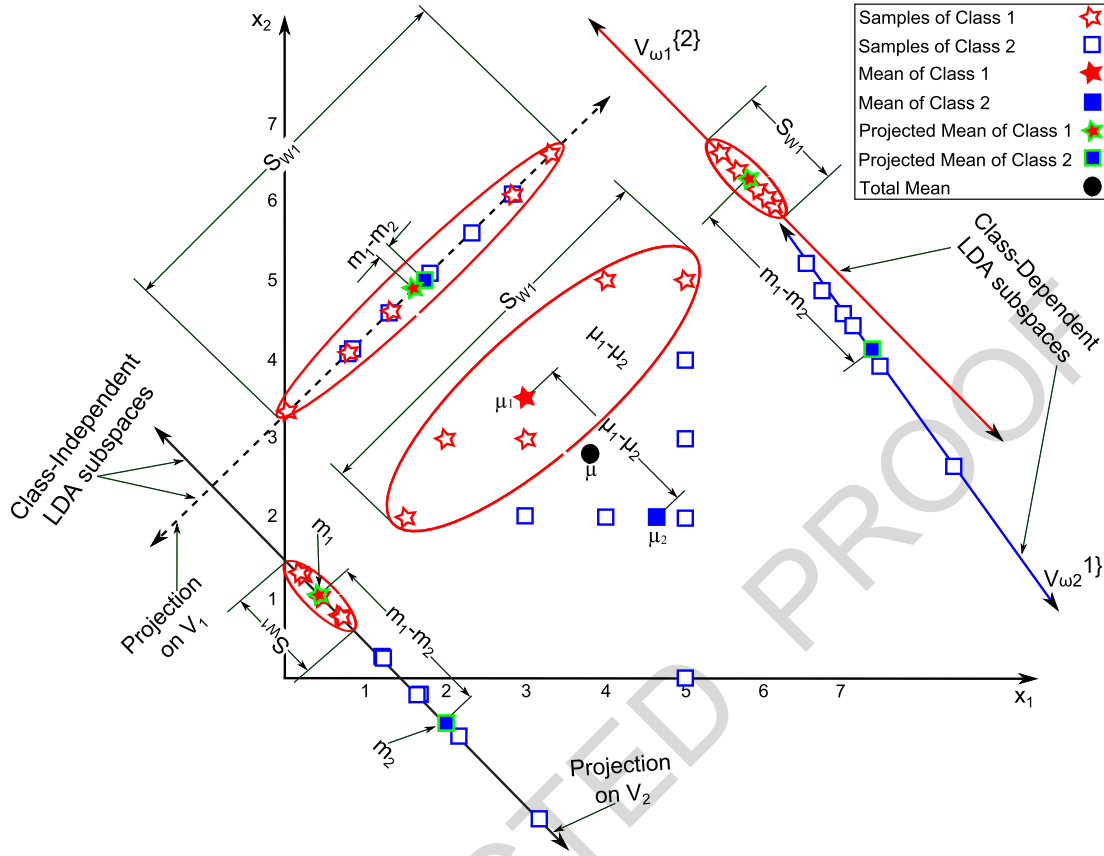 x2
Samples of Class 1
Samples of Class 2
Mean of Class 1
Mean of Class 2
Projected Mean of Class 1
Projected Mean of Class 2
Total Mean
Vω1{2}
SW1
7
6
5
4
3
2
1
SW1
m1-m2
SW1
μ1-μ2
μ1
μ1-μ2
μ
μ2
m1-m2
Class-Dependent
LDA subspaces
Vω2 1}
Class-Independent
LDA subspaces
Projection
on V1
m1
SW1
m1-m2
m2
1
2
3
4
5
6
7
x1
Projection
on V2
CTED PROOF